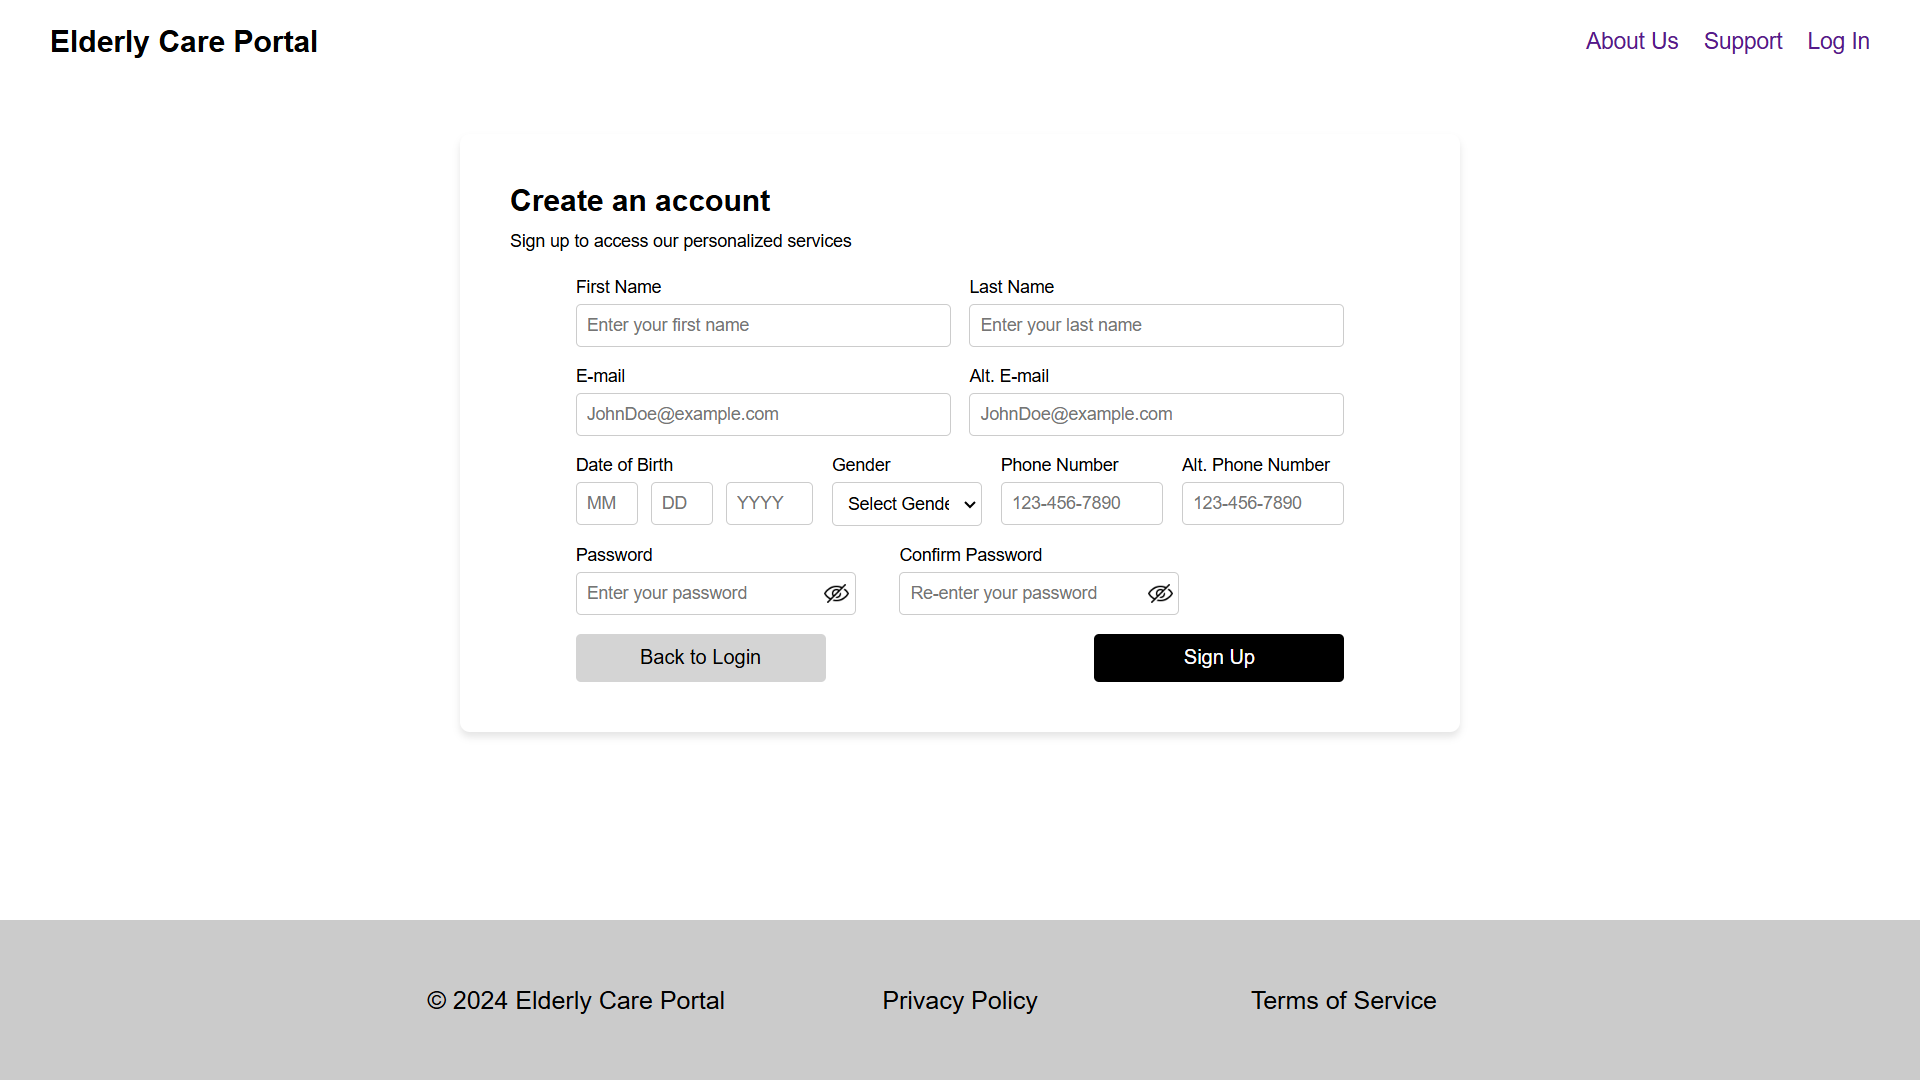 Elderly Care Portal
About Us Support Log In
Create an account
Sign up to access our personalized services
First Name Last Name
Enter your first name Enter your last name
E-mail Alt. E-mail
JohnDoe@example.com JohnDoe@example.com
Date of Birth Gender Phone Number Alt. Phone Number
MM DD YYYY Select Gende 123-456-7890 123-456-7890
Password Confirm Password
Enter your password Re-enter your password
Back to Login Sign Up
© 2024 Elderly Care Portal Privacy Policy Terms of Service